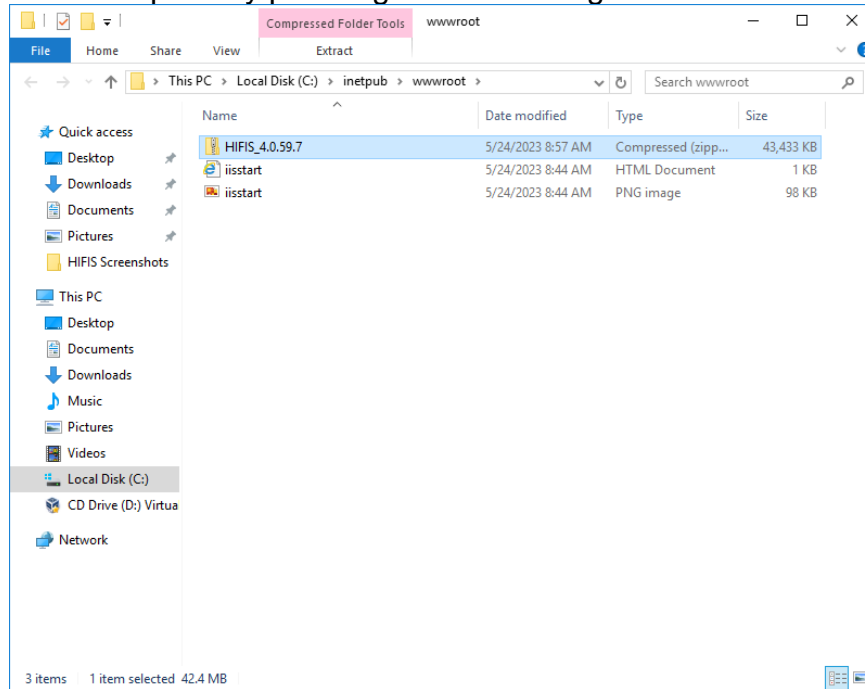 Compressed Folder Tools wwwroot
File Home Share View Extract
This PC > Local Disk (C:) > inetpub > wwwroot > Search wwwroot
Name Date modified Type Size
Quick access
HIFIS_4.0.59.7 5/24/2023 8:57 AM Compressed (zipp... 43,433 KB
Desktop
iisstart 5/24/2023 8:44 AM HTML Document 1 KB
Downloads
iisstart 5/24/2023 8:44 AM PNG image 98 KB
Documents
Pictures
HIFIS Screenshots
This PC
Desktop
Documents
Downloads
Music
Pictures
Videos
Local Disk (C:)
CD Drive (D:) Virtua
Network
3 items 1 item selected 42.4 MB